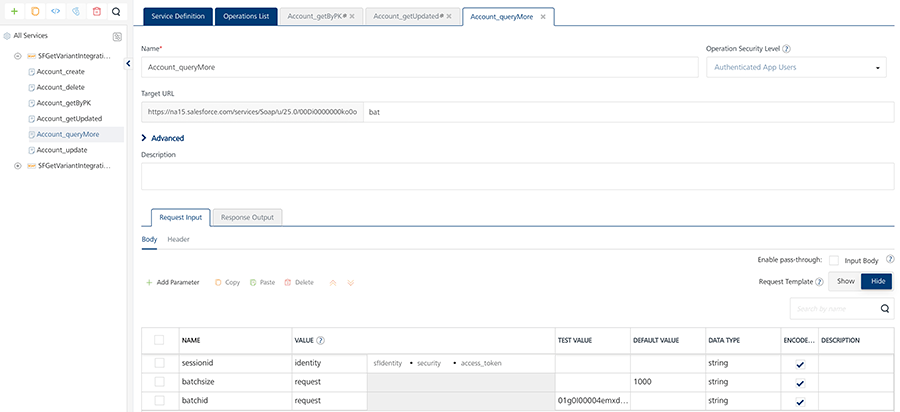 Service Definition
Operations List
Account_getByPK*
Account_getUpdated*
Account_queryMore
All Services
SFGetVariantIntegrati...
Account_create
Account_delete
Account_getByPK
Account_getUpdated
Account_queryMore
Account_update
SFGetVariantIntegrati...
Name*
Operation Security Level
Account_queryMore
Authenticated App Users
Target URL
https://na15.salesforce.com/services/Soap/u/25.0/00Di0000000ko0o
bat
Advanced
Description
Request Input
Response Output
Body
Header
Enable pass-through:
Input Body
Add Parameter
Copy
Paste
Delete
Request Template
Show
Hide
Search by name
NAME
VALUE
TEST VALUE
DEFAULT VALUE
DATA TYPE
ENCODE...
DESCRIPTION
sessionid
identity
sfidentity • security • access_token
string
batchsize
request
1000
string
batchid
request
01g0I00004emxd...
string